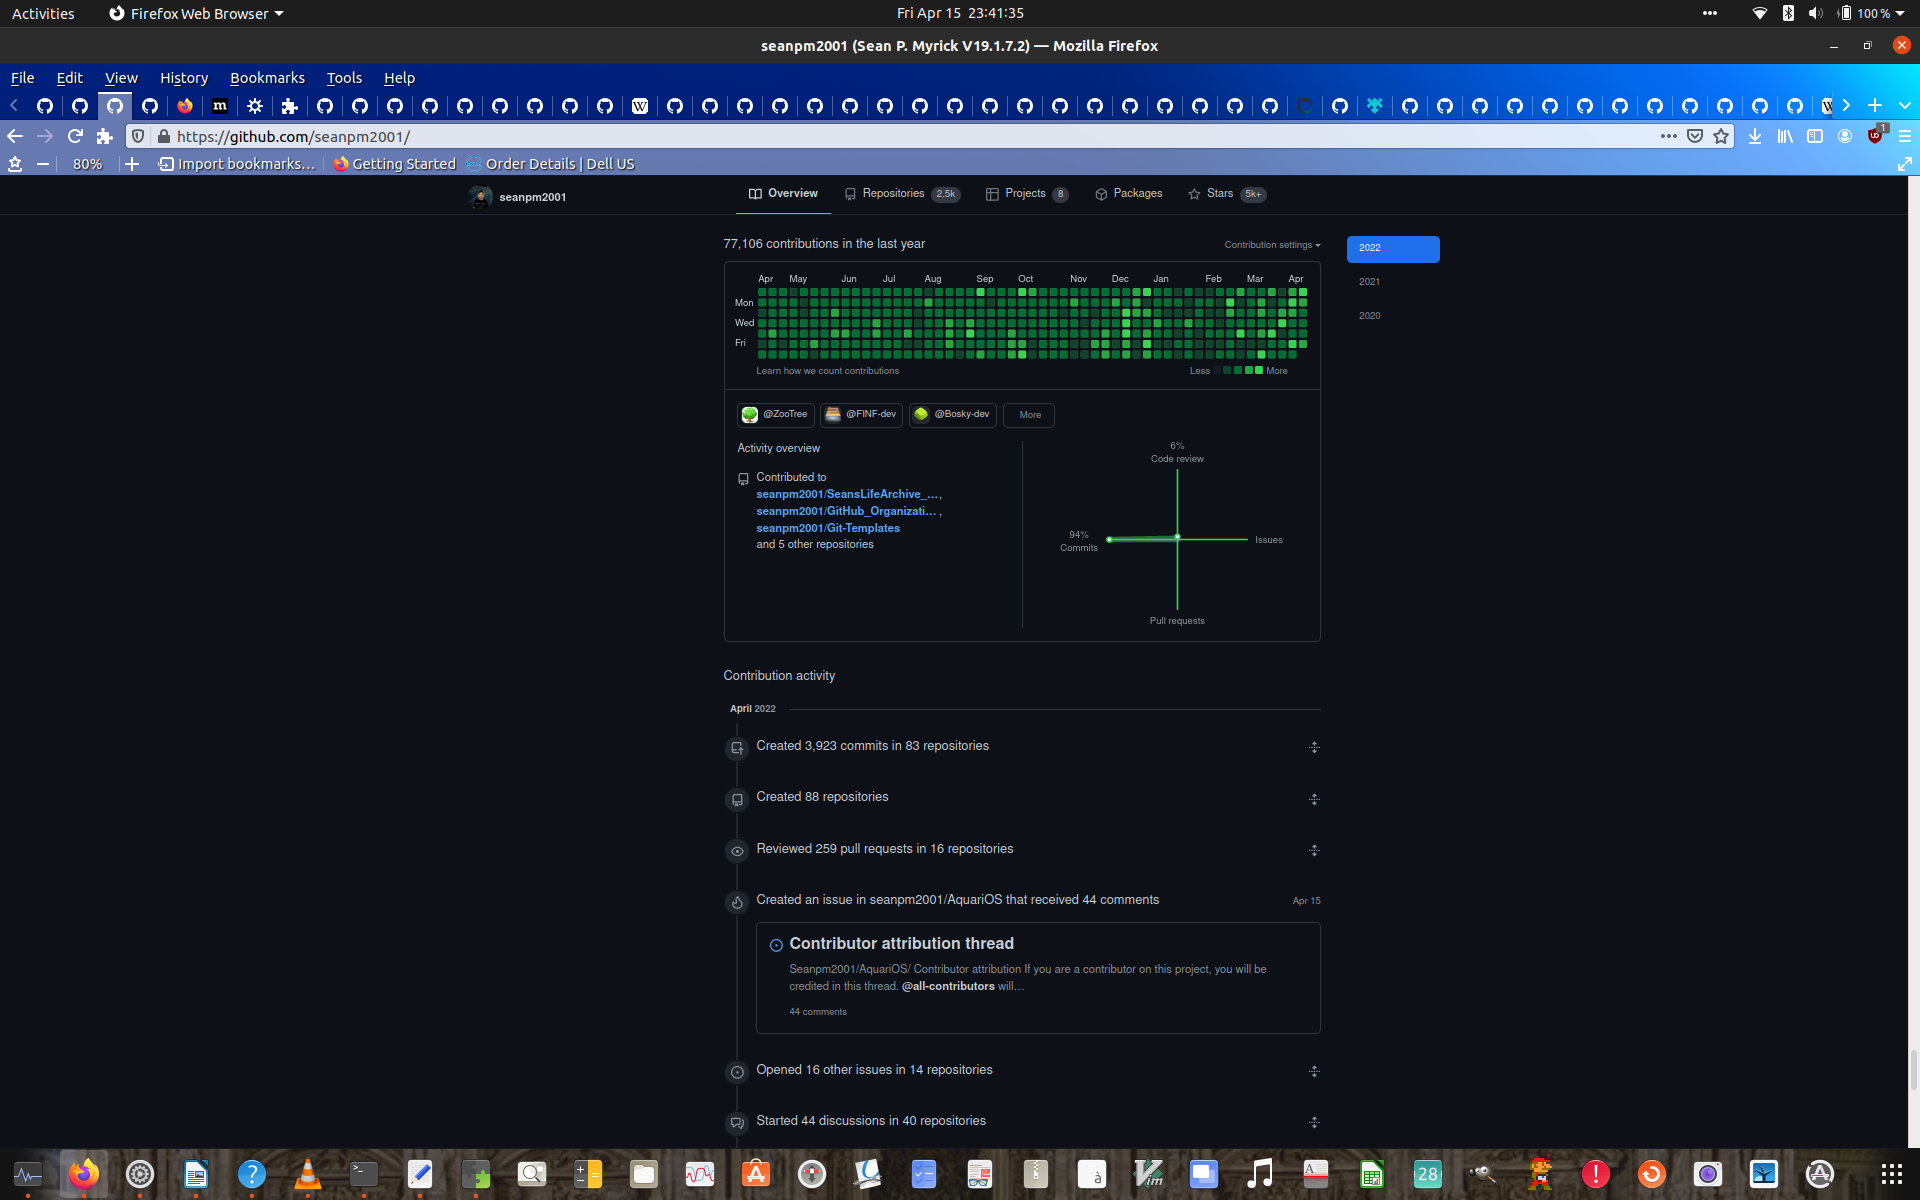 Activities
Firefox Web Browser
Fri Apr 15 23:41:35
100 %
seanpm2001 (Sean P. Myrick V19.1.7.2) — Mozilla Firefox
File Edit View History Bookmarks Tools Help
https://github.com/seanpm2001/
1
80%
Import bookmarks...
Getting Started
Order Details | Dell US
seanpm2001
Overview
Repositories 2.5k
Projects 8
Packages
Stars 5k+
77,106 contributions in the last year
Contribution settings
2022
2021
2020
Apr May Jun Jul Aug Sep Oct Nov Dec Jan Feb Mar Apr
Mon
Wed
Fri
Learn how we count contributions
Less More
@ZooTree
@FINF-dev
@Bosky-dev
More
Activity overview
Contributed to
seanpm2001/SeansLifeArchive_…,
seanpm2001/GitHub_Organizati… ,
seanpm2001/Git-Templates
and 5 other repositories
6%
Code review
94%
Commits
Issues
Pull requests
Contribution activity
April 2022
Created 3,923 commits in 83 repositories
Created 88 repositories
Reviewed 259 pull requests in 16 repositories
Created an issue in seanpm2001/AquariOS that received 44 comments
Apr 15
Contributor attribution thread
Seanpm2001/AquariOS/ Contributor attribution If you are a contributor on this project, you will be
credited in this thread. @all-contributors will…
44 comments
Opened 16 other issues in 14 repositories
Started 44 discussions in 40 repositories
28